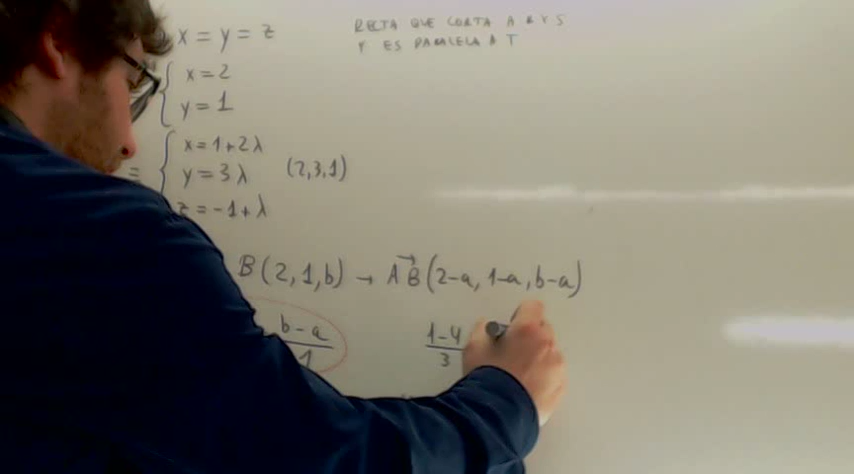 x = y = z
RECTA QUE CORTA A R Y S
Y ES PARALELA A T
x = 2
y = 1
x = 1 + 2λ
= y = 3λ (2,3,1)
z = -1 + λ
B(2,1,b) → AB(2-a, 1-a, b-a)
b-a
1
1-4
3